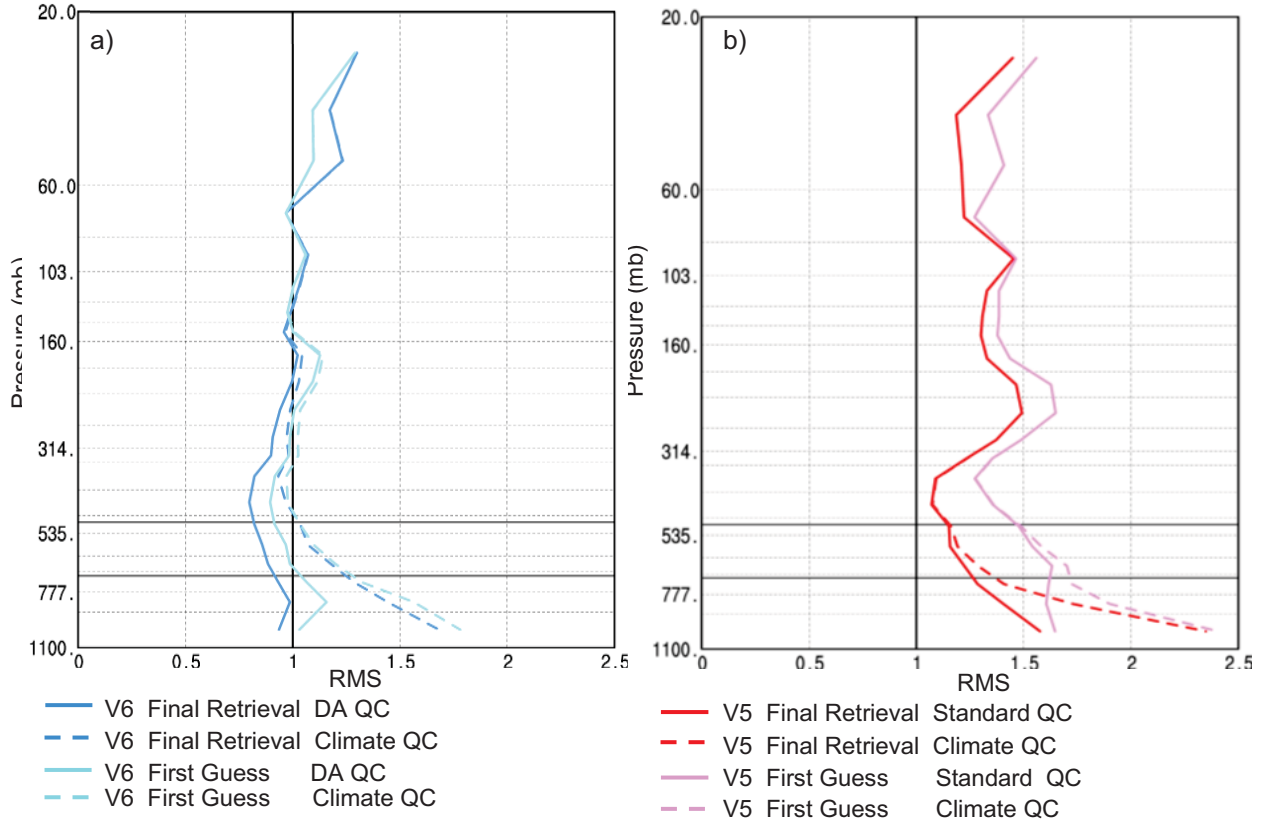 a)
20.0
60.0
103.
160.
314.
535.
777.
1100.
Pressure (mb)
0 0.5 1 1.5 2 2.5
RMS
V6 Final Retrieval DA QC
V6 Final Retrieval Climate QC
V6 First Guess DA QC
V6 First Guess Climate QC
b)
20.0
60.0
103.
160.
314.
535.
777.
1100.
Pressure (mb)
0 0.5 1 1.5 2 2.5
RMS
V5 Final Retrieval Standard QC
V5 Final Retrieval Climate QC
V5 First Guess Standard QC
V5 First Guess Climate QC